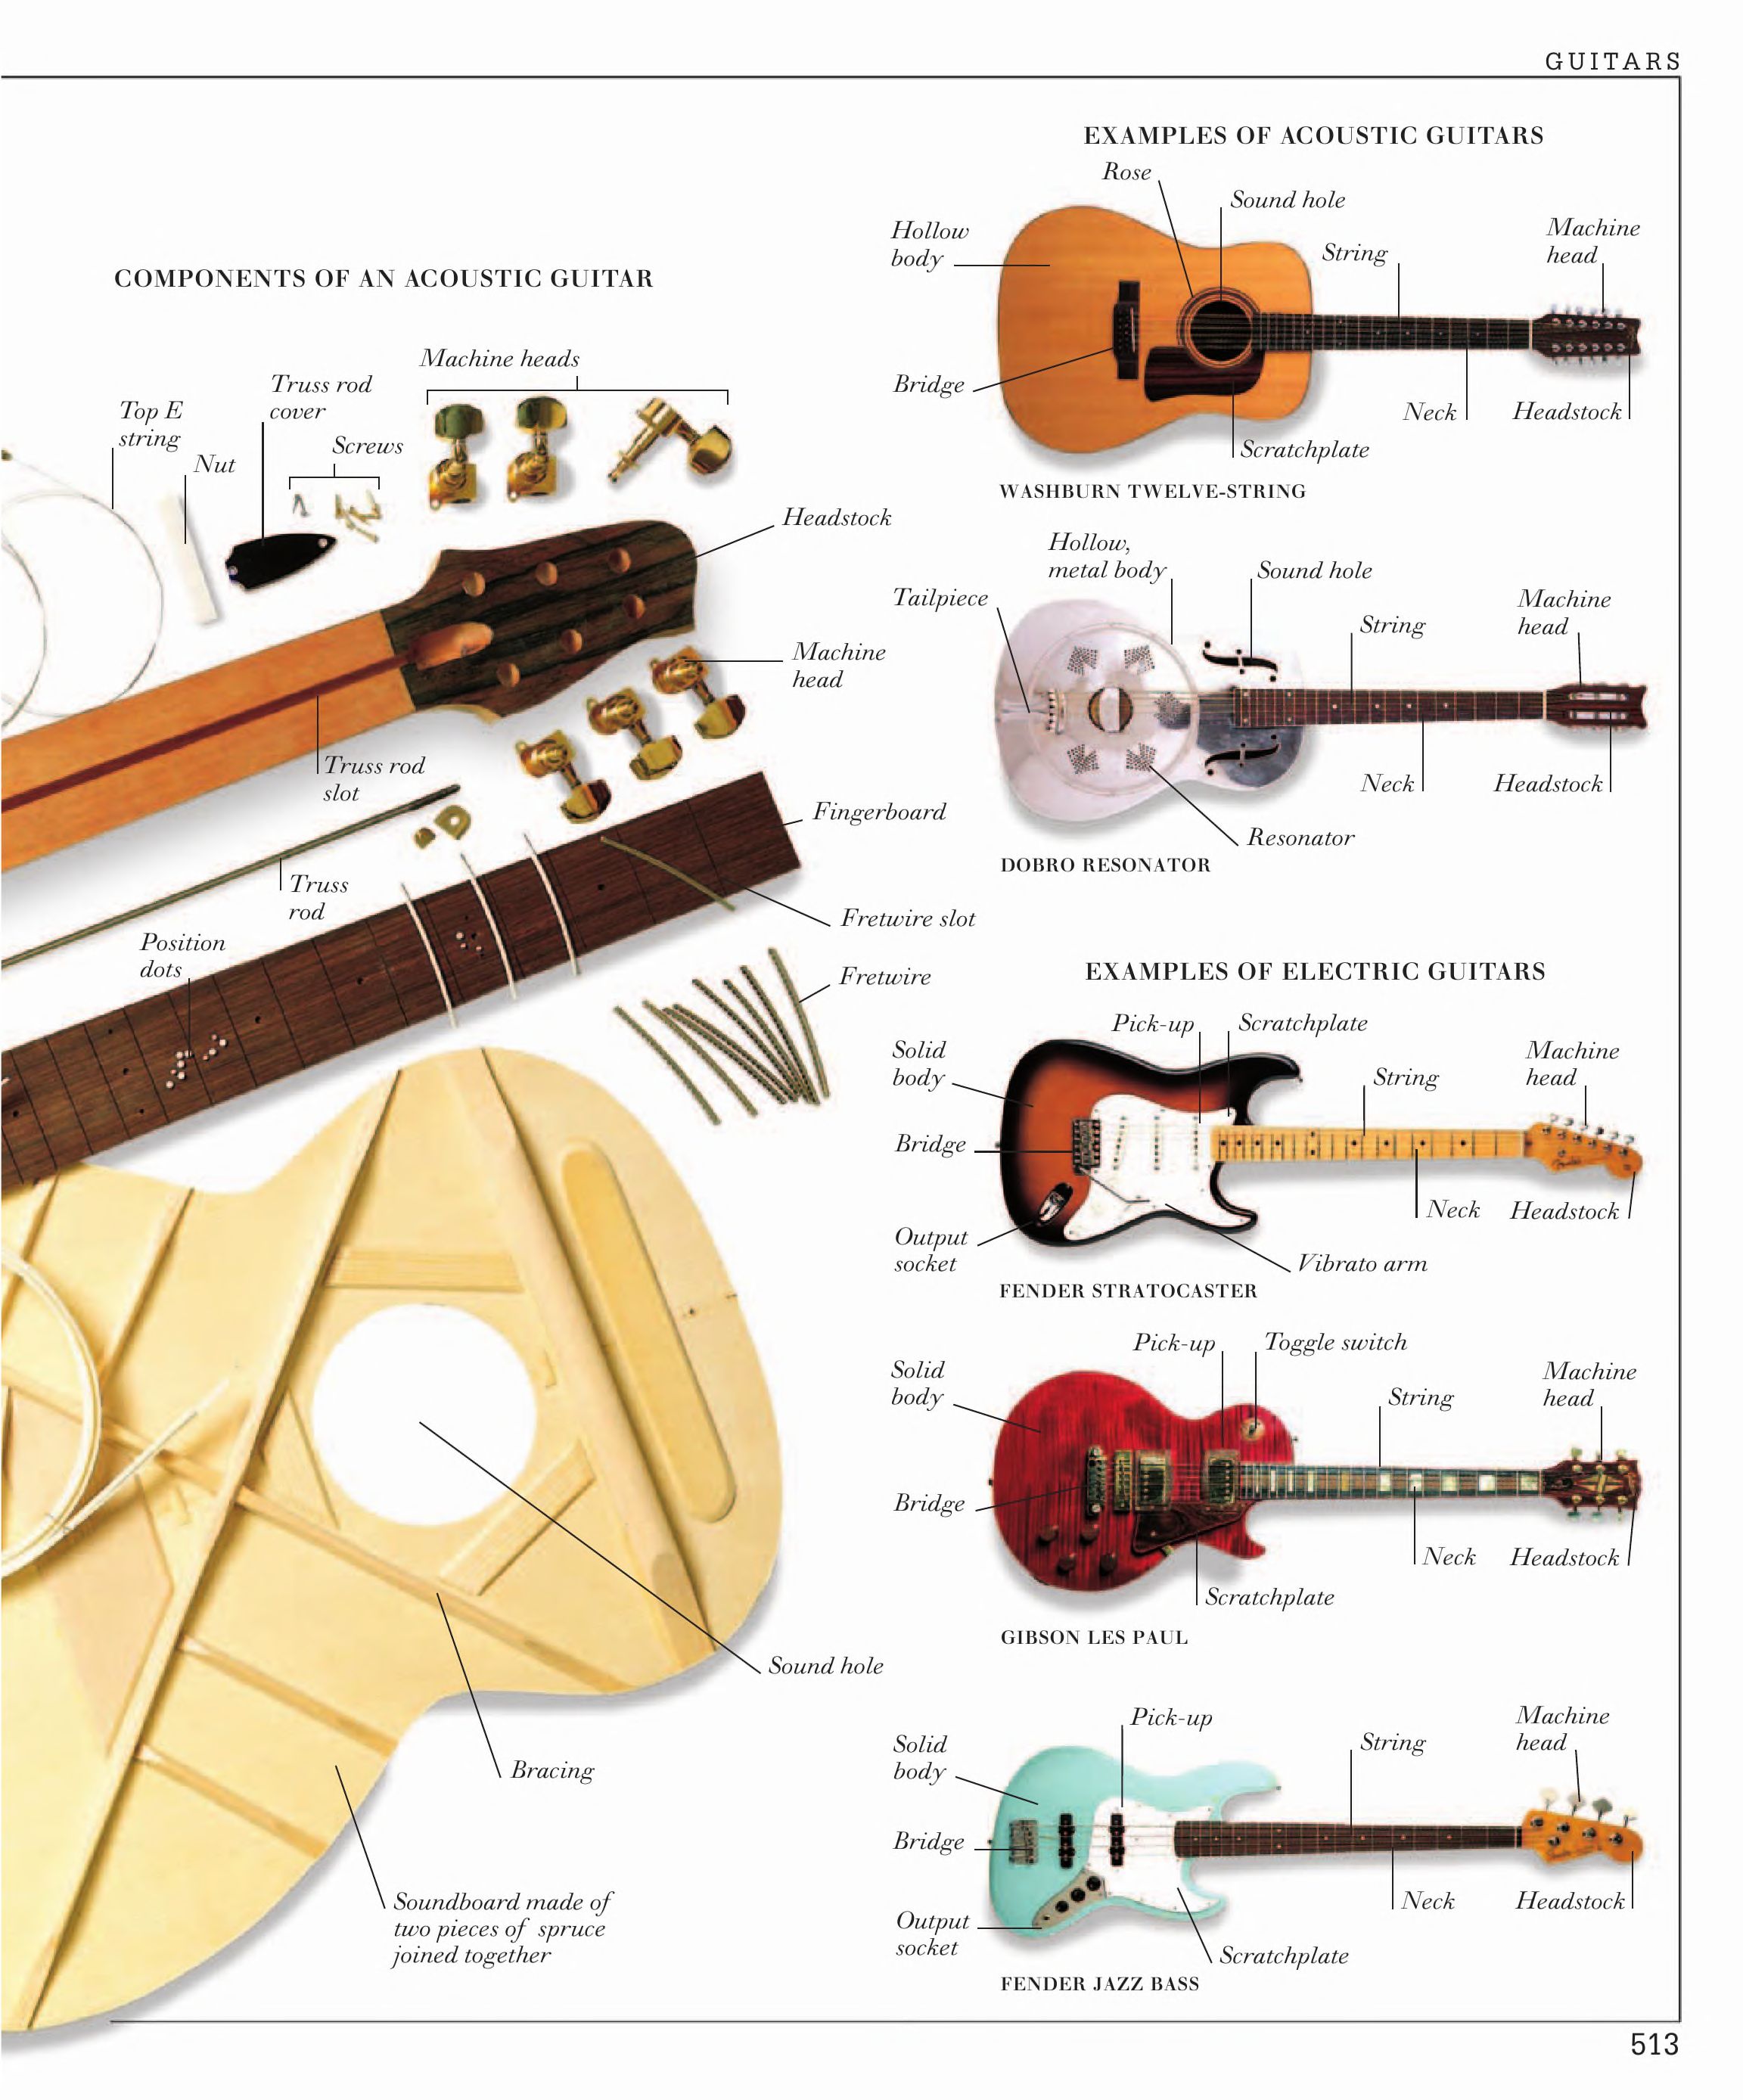 GUITARS
COMPONENTS OF AN ACOUSTIC GUITAR
Machine heads
Truss rod
cover
Top E
string
Screws
Nut
Headstock
Machine
head
Truss rod
slot
Fingerboard
Truss
rod
Fretwire slot
Position
dots
Fretwire
Sound hole
Bracing
Soundboard made of
two pieces of spruce
joined together
EXAMPLES OF ACOUSTIC GUITARS
Rose
Sound hole
Hollow
body
String
Machine
head
Bridge
Neck
Headstock
Scratchplate
WASHBURN TWELVE-STRING
Hollow,
metal body
Sound hole
Tailpiece
String
Machine
head
Neck
Headstock
Resonator
DOBRO RESONATOR
EXAMPLES OF ELECTRIC GUITARS
Pick-up
Scratchplate
Solid
body
String
Machine
head
Bridge
Neck
Headstock
Output
socket
Vibrato arm
FENDER STRATOCASTER
Pick-up
Toggle switch
Solid
body
String
Machine
head
Bridge
Neck
Headstock
Scratchplate
GIBSON LES PAUL
Pick-up
Solid
body
String
Machine
head
Bridge
Neck
Headstock
Output
socket
Scratchplate
FENDER JAZZ BASS
513